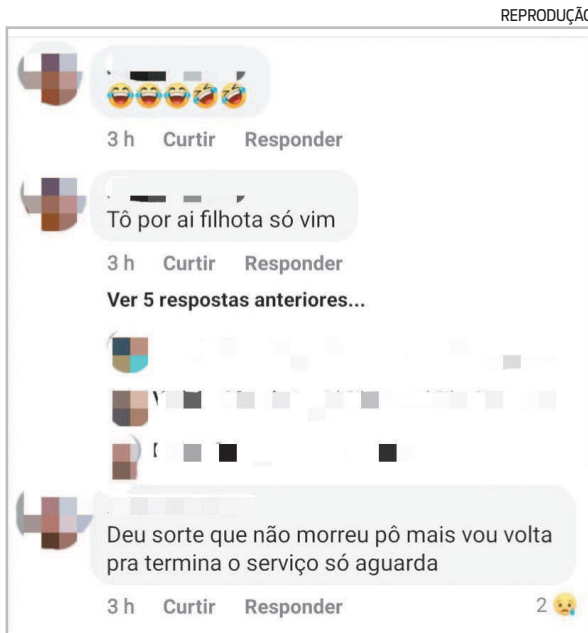 REPRODUÇÃO
3 h Curtir Responder
Tô por ai filhota só vim
3 h Curtir Responder
Ver 5 respostas anteriores...
Deu sorte que não morreu pô mais vou volta
pra termina o serviço só aguarda
3 h Curtir Responder 2